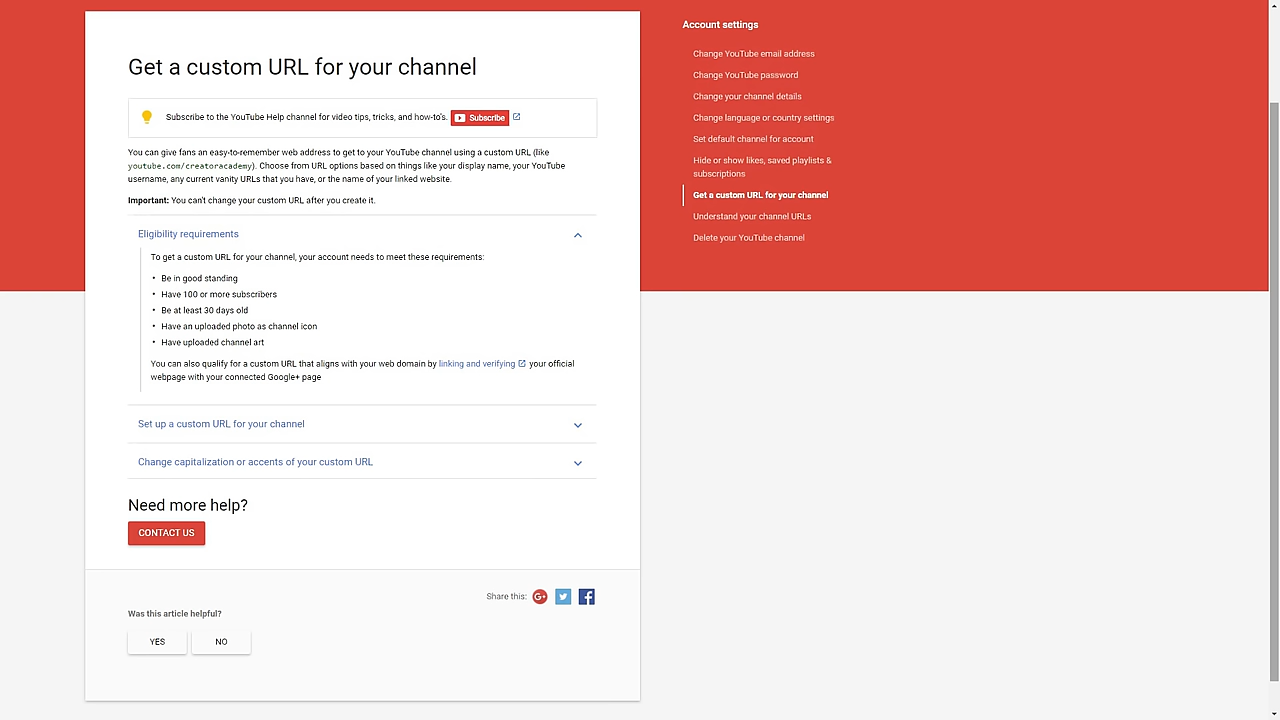 Get a custom URL for your channel
Subscribe to the YouTube Help channel for video tips, tricks, and how-to's. Subscribe
You can give fans an easy-to-remember web address to get to your YouTube channel using a custom URL (like
youtube.com/creatoracademy). Choose from URL options based on things like your display name, your YouTube
username, any current vanity URLs that you have, or the name of your linked website.
Important: You can't change your custom URL after you create it.
Eligibility requirements
To get a custom URL for your channel, your account needs to meet these requirements:
• Be in good standing
• Have 100 or more subscribers
• Be at least 30 days old
• Have an uploaded photo as channel icon
• Have uploaded channel art
You can also qualify for a custom URL that aligns with your web domain by linking and verifying your official
webpage with your connected Google+ page
Set up a custom URL for your channel
Change capitalization or accents of your custom URL
Need more help?
CONTACT US
Share this: G+
Was this article helpful?
YES NO
Account settings
Change YouTube email address
Change YouTube password
Change your channel details
Change language or country settings
Set default channel for account
Hide or show likes, saved playlists &
subscriptions
Get a custom URL for your channel
Understand your channel URLs
Delete your YouTube channel